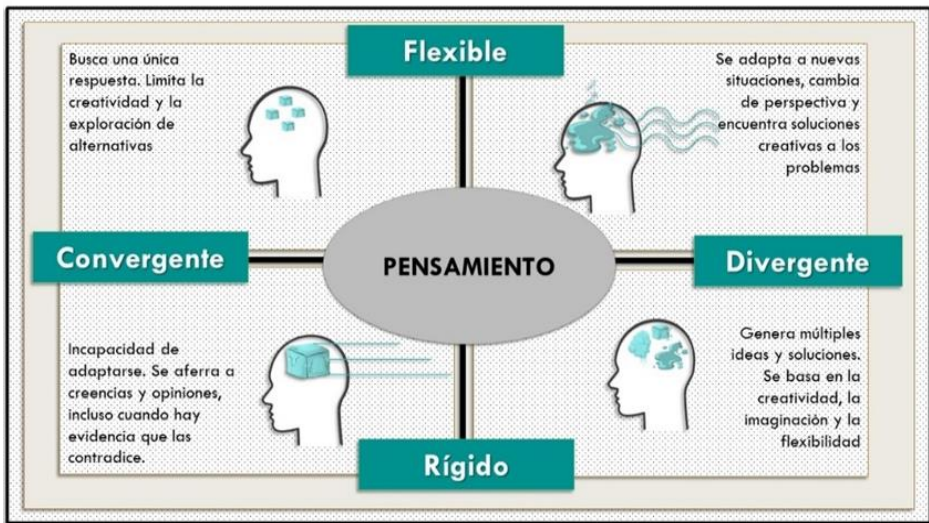 Flexible
Busca una única
respuesta. Limita la
creatividad y la
exploración de
alternativas
Se adapta a nuevas
situaciones, cambia
de perspectiva y
encuentra soluciones
creativas a los
problemas
Convergente
PENSAMIENTO
Divergente
Incapacidad de
adaptarse. Se aferra a
creencias y opiniones,
incluso cuando hay
evidencia que las
contradice.
Genera múltiples
ideas y soluciones.
Se basa en la
creatividad, la
imaginación y la
flexibilidad
Rígido